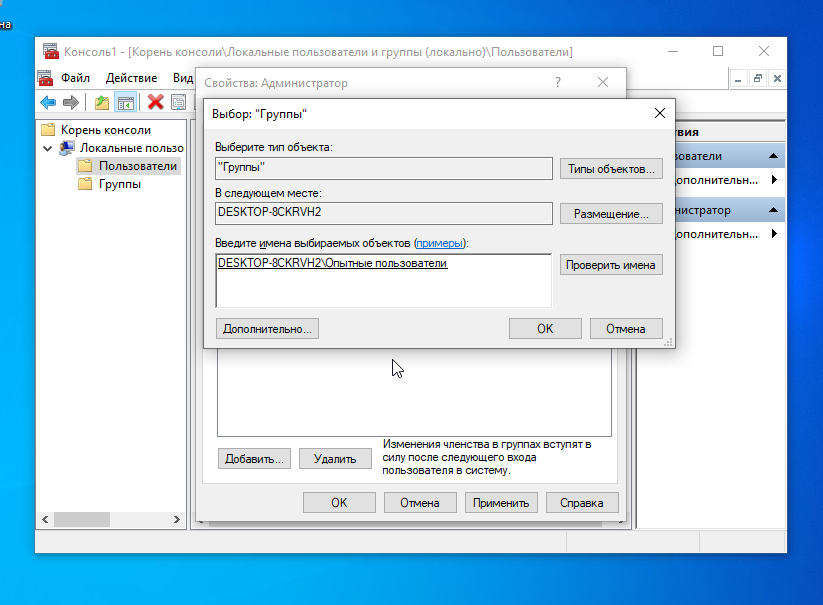 на
Консоль1 - [Корень консоли\Локальные пользователи и группы (локально)\Пользователи]
Файл Действие Вид
Свойства: Администратор
?
Выбор: "Группы"
Корень консоли
Локальные пользо
Пользователи
Группы
Выберите тип объекта:
"Группы"
Типы объектов...
В следующем месте:
DESKTOP-8CKRVH2
Размещение...
Введите имена выбираемых объектов (примеры):
DESKTOP-8CKRVH2\Опытные пользователи
Проверить имена
Дополнительно...
OK
Отмена
твия
зователи
ополнительн...
нистратор
ополнительн...
Добавить...
Удалить
Изменения членства в группах вступят в
силу после следующего входа
пользователя в систему.
OK
Отмена
Применить
Справка